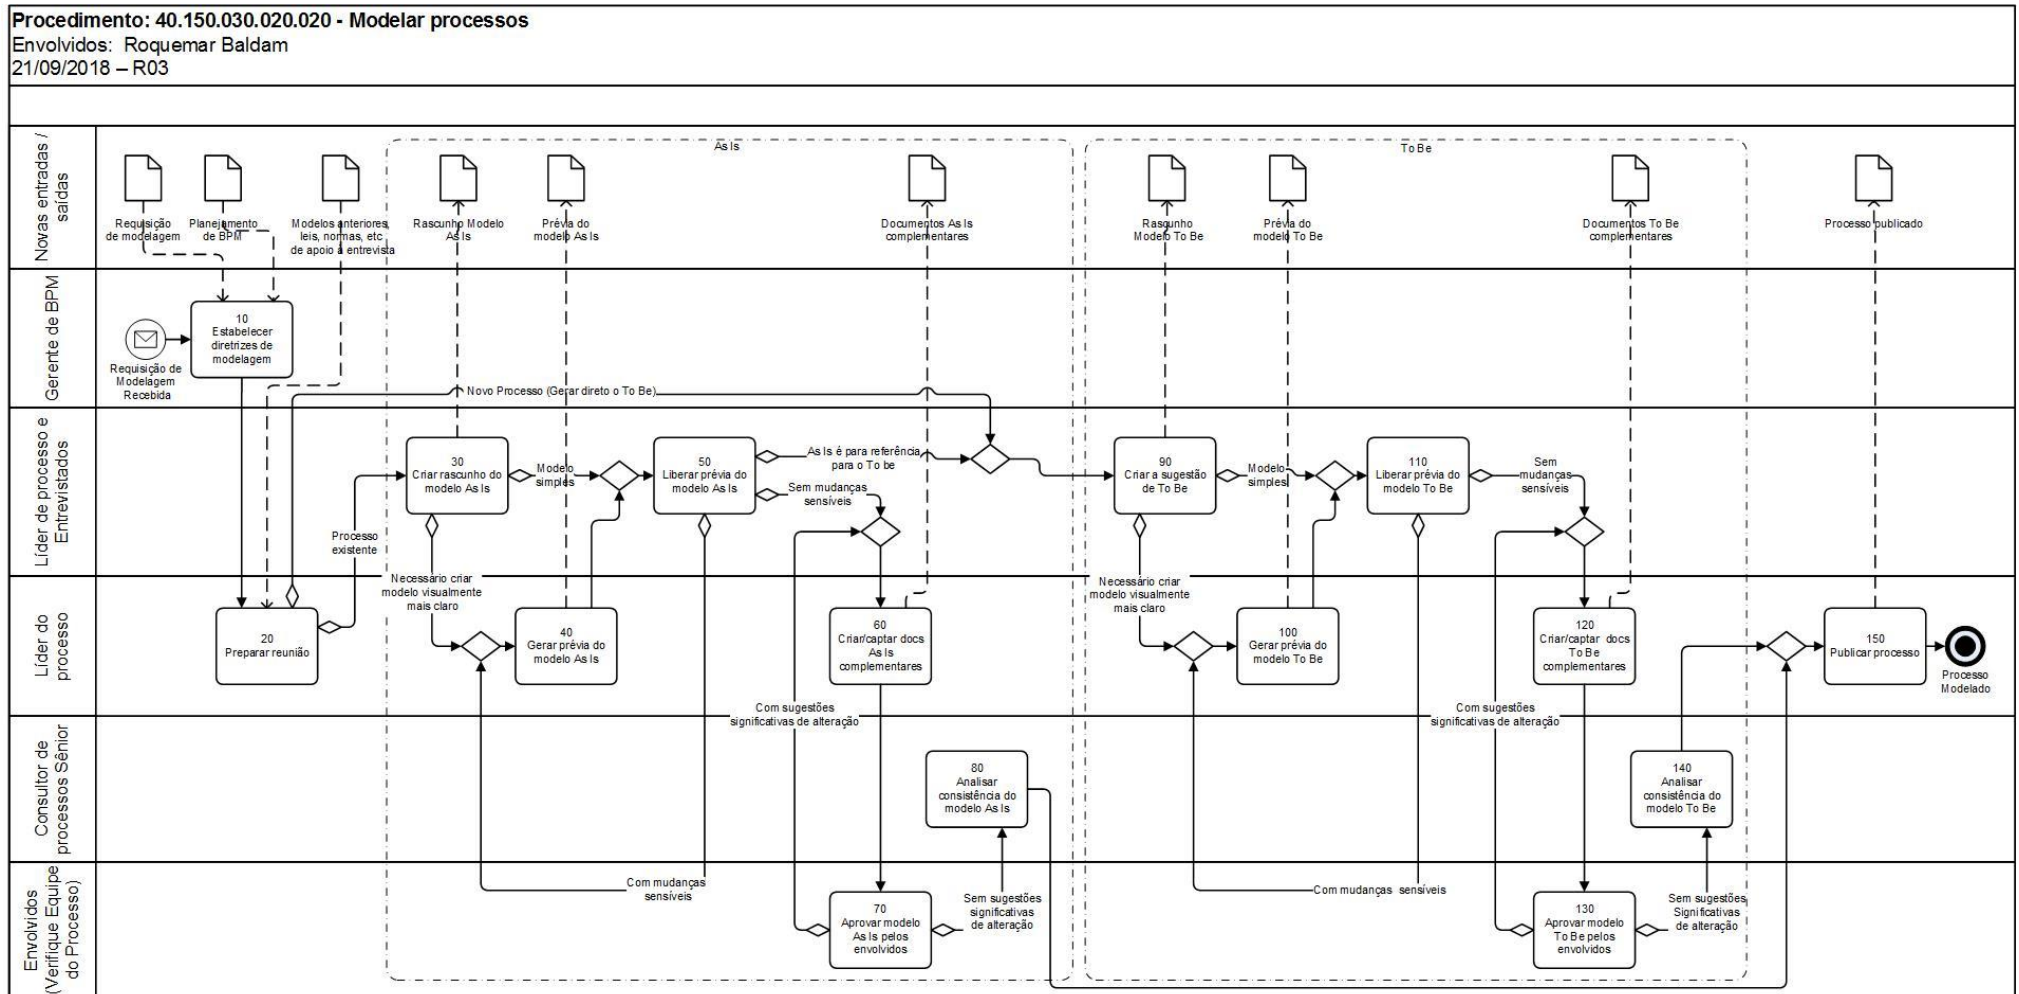 Procedimento: 40.150.030.020.020 - Modelar processos
Envolvidos: Roquemar Baldam
21/09/2018 – R03
Novas entradas /
saídas
Requisição
de modelagem
Planejamento
de BPM
Modelos anteriores,
leis, normas, etc
de apoio à entrevista
As Is
Rascunho Modelo
As Is
Prévia do
modelo As Is
Documentos As Is
complementares
To Be
Rascunho
Modelo To Be
Prévia do
modelo To Be
Documentos To Be
complementares
Processo publicado
Gerente de BPM
Requisição de
Modelagem
Recebida
10
Estabelecer
diretrizes de
modelagem
Novo Processo (Gerar direto o To Be)
Líder de processo e
Entrevistados
Processo
existente
30
Criar rascunho do
modelo As Is
Modelo
simples
50
Liberar prévia do
modelo As Is
As Is é para referência
para o To be
Sem mudanças
sensíveis
90
Criar a sugestão
de To Be
Modelo
simples
110
Liberar prévia do
modelo To Be
Sem
mudanças
sensíveis
Necessário criar
modelo visualmente
mais claro
Necessário criar
modelo visualmente
mais claro
Líder do
processo
20
Preparar reunião
40
Gerar prévia do
modelo As Is
60
Criar/captar docs
As Is
complementares
100
Gerar prévia do
modelo To Be
120
Criar/captar docs
To Be
complementares
150
Publicar processo
Processo
Modelado
Com sugestões
significativas de alteração
Com sugestões
significativas de alteração
Consultor de
processos Sênior
80
Analisar
consistência do
modelo As Is
140
Analisar
consistência do
modelo To Be
Envolvidos
(Verifique Equipe
do Processo)
Com mudanças
sensíveis
70
Aprovar modelo
As Is pelos
envolvidos
Sem sugestões
significativas
de alteração
Com mudanças sensíveis
130
Aprovar modelo
To Be pelos
envolvidos
Sem sugestões
Significativas
de alteração